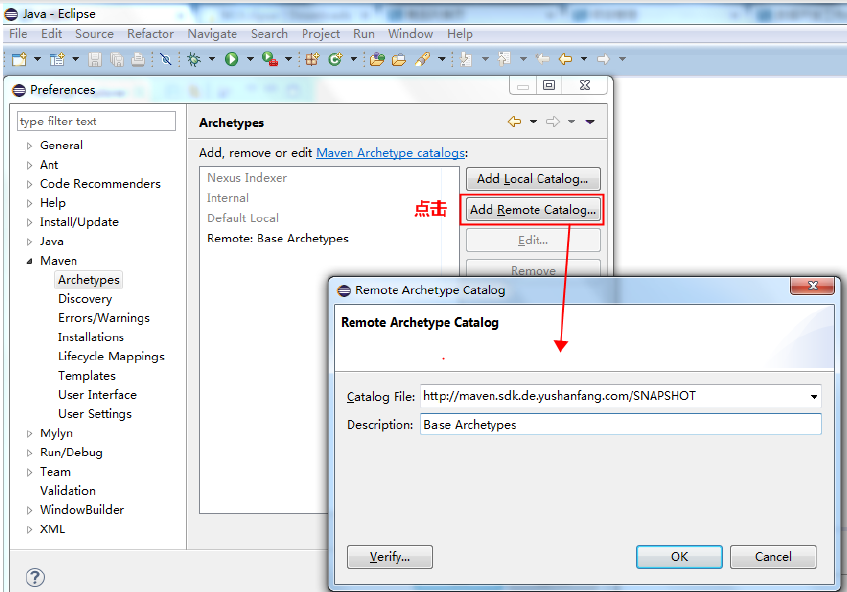 Java - Eclipse
File Edit Source Refactor Navigate Search Project Run Window Help
Preferences
type filter text
General
Ant
Code Recommenders
Help
Install/Update
Java
Maven
Archetypes
Discovery
Errors/Warnings
Installations
Lifecycle Mappings
Templates
User Interface
User Settings
Mylyn
Run/Debug
Team
Validation
WindowBuilder
XML
Archetypes
Add, remove or edit Maven Archetype catalogs:
Nexus Indexer
Internal
Default Local
Remote: Base Archetypes
Add Local Catalog...
点击
Add Remote Catalog...
Edit...
Remove
Remote Archetype Catalog
Remote Archetype Catalog
Catalog File: http://maven.sdk.de.yushanfang.com/SNAPSHOT
Description: Base Archetypes
Verify... OK Cancel